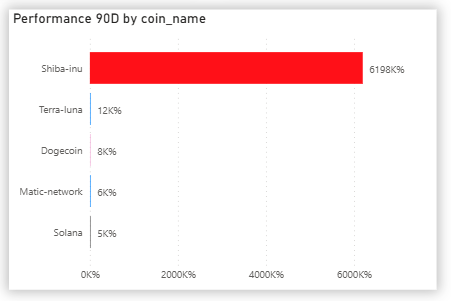 Performance 90D by coin_name
Shiba-inu
6198K%
Terra-luna
12K%
Dogecoin
8K%
Matic-network
6K%
Solana
5K%
0K%
2000K%
4000K%
6000K%